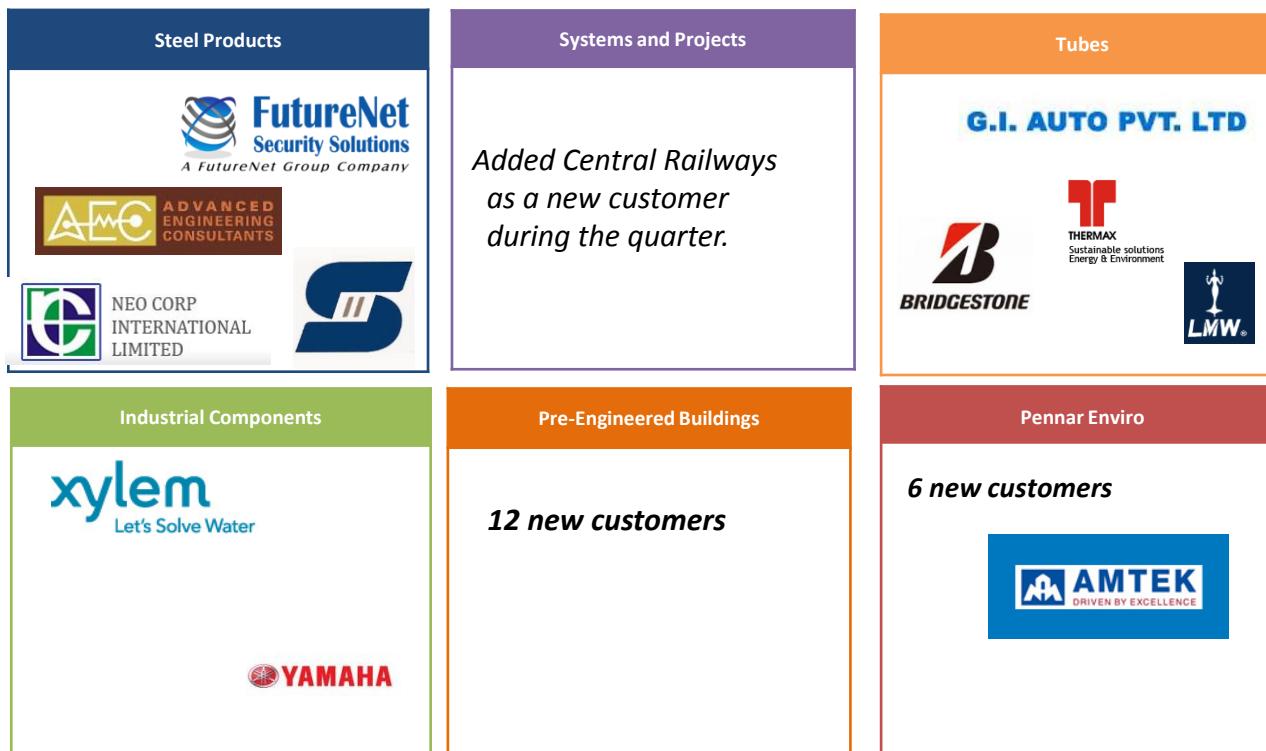 Steel Products
FutureNet
Security Solutions
A FutureNet Group Company
AEC
ADVANCED
ENGINEERING
CONSULTANTS
NEO CORP
INTERNATIONAL
LIMITED
Systems and Projects
Added Central Railways
as a new customer
during the quarter.
Tubes
G.I. AUTO PVT. LTD
BRIDGESTONE
THERMAX
Sustainable solutions
Energy & Environment
LMW®
Industrial Components
xylem
Let's Solve Water
YAMAHA
Pre-Engineered Buildings
12 new customers
Pennar Enviro
6 new customers
AMTEK
DRIVEN BY EXCELLENCE